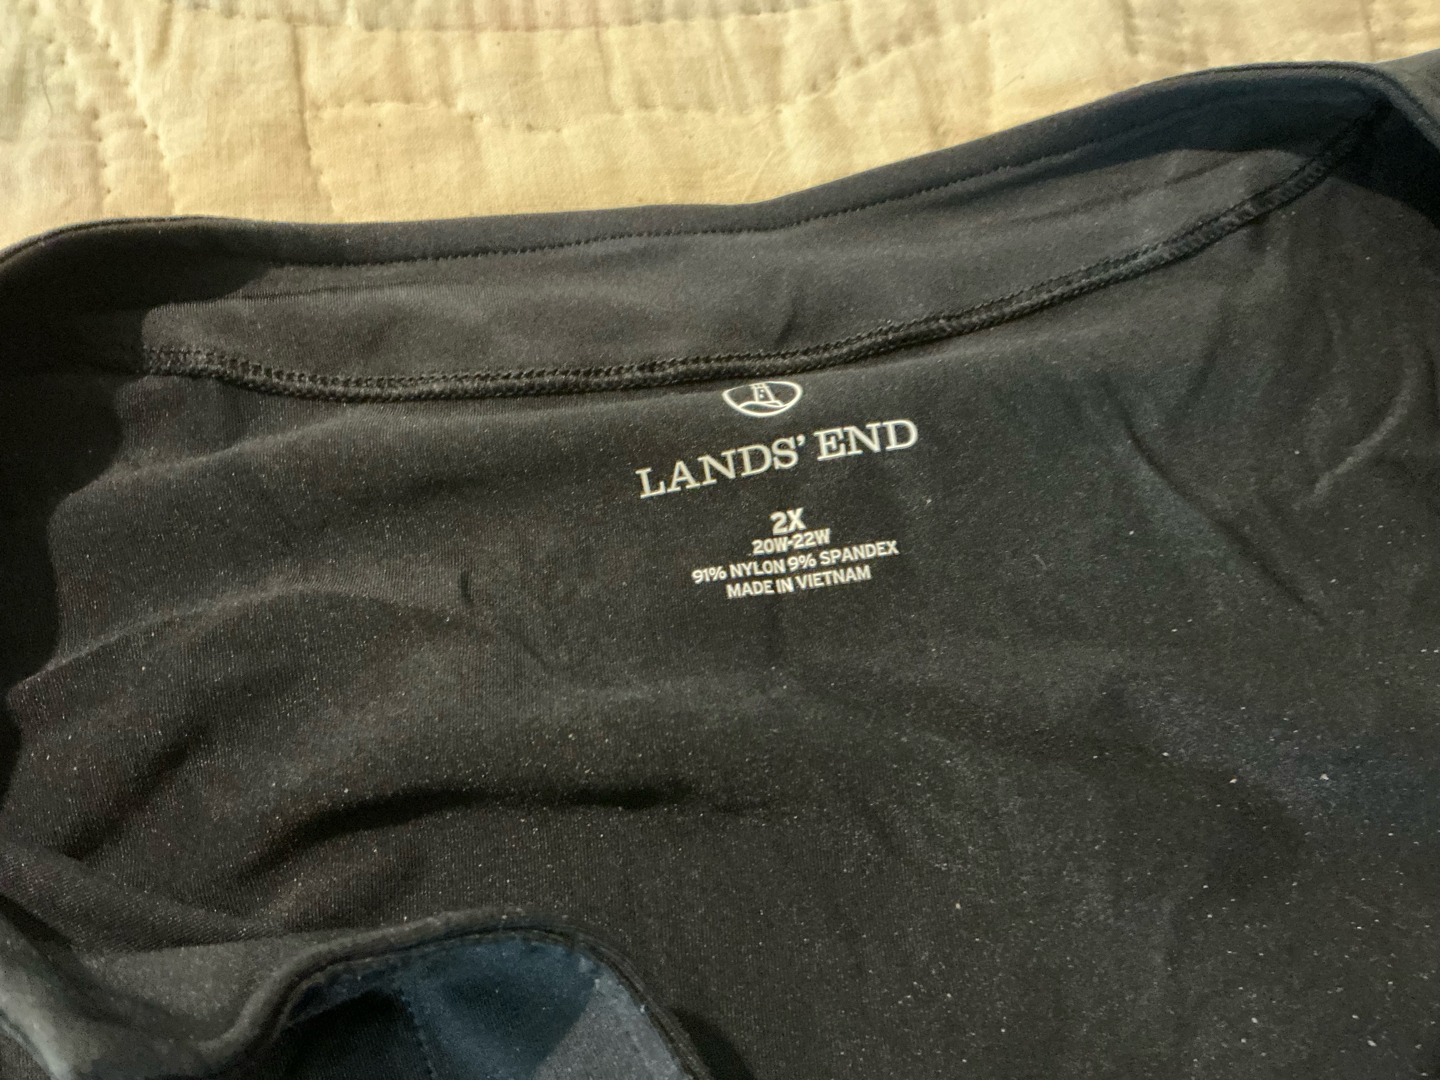 LANDS' END
2X
20W-22W
91% NYLON 9% SPANDEX
MADE IN VIETNAM